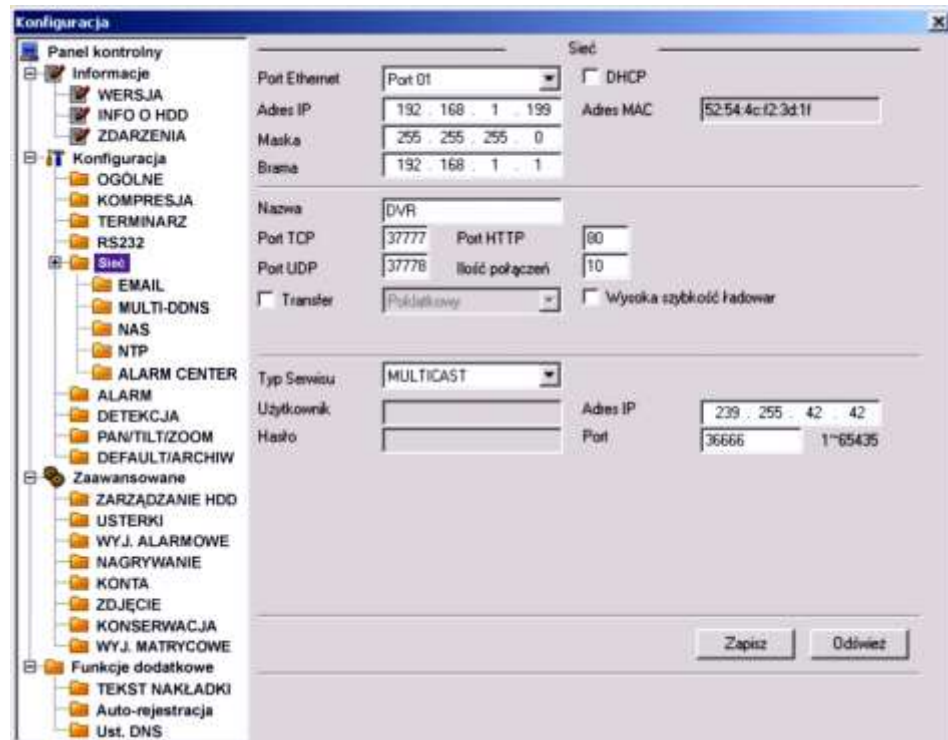 Konfiguracja
Panel kontrolny
Informacje
WERSJA
INFO O HDD
ZDARZENIA
Konfiguracja
OGÓLNE
KOMPRESJA
TERMINARZ
RS232
Sieć
EMAIL
MULTI-DDNS
NAS
NTP
ALARM CENTER
ALARM
DETEKCJA
PAN/TILT/ZOOM
DEFAULT/ARCHIW
Zaawansowane
ZARZĄDZANIE HDD
USTERKI
WYJ. ALARMOWE
NAGRYWANIE
KONTA
ZDJĘCIE
KONSERWACJA
WYJ. MATRYCOWE
Funkcje dodatkowe
TEKST NAKŁADKI
Auto-rejestracja
Ust. DNS
Sieć
Port Ethernet Port 01 DHCP
Adres IP 192 . 168 . 1 . 199 Adres MAC 52:54:4c:f2:3d:1f
Maska 255 . 255 . 255 . 0
Brama 192 . 168 . 1 . 1
Nazwa DVR
Port TCP 37777 Port HTTP 80
Port UDP 37778 Ilość połączeń 10
Transfer Wysoka szybkość ładowar
Typ Serwisu MULTICAST
Użytkownik Adres IP 239 . 255 . 42 . 42
Hasło Port 36666 1~65435
Zapisz Odśwież